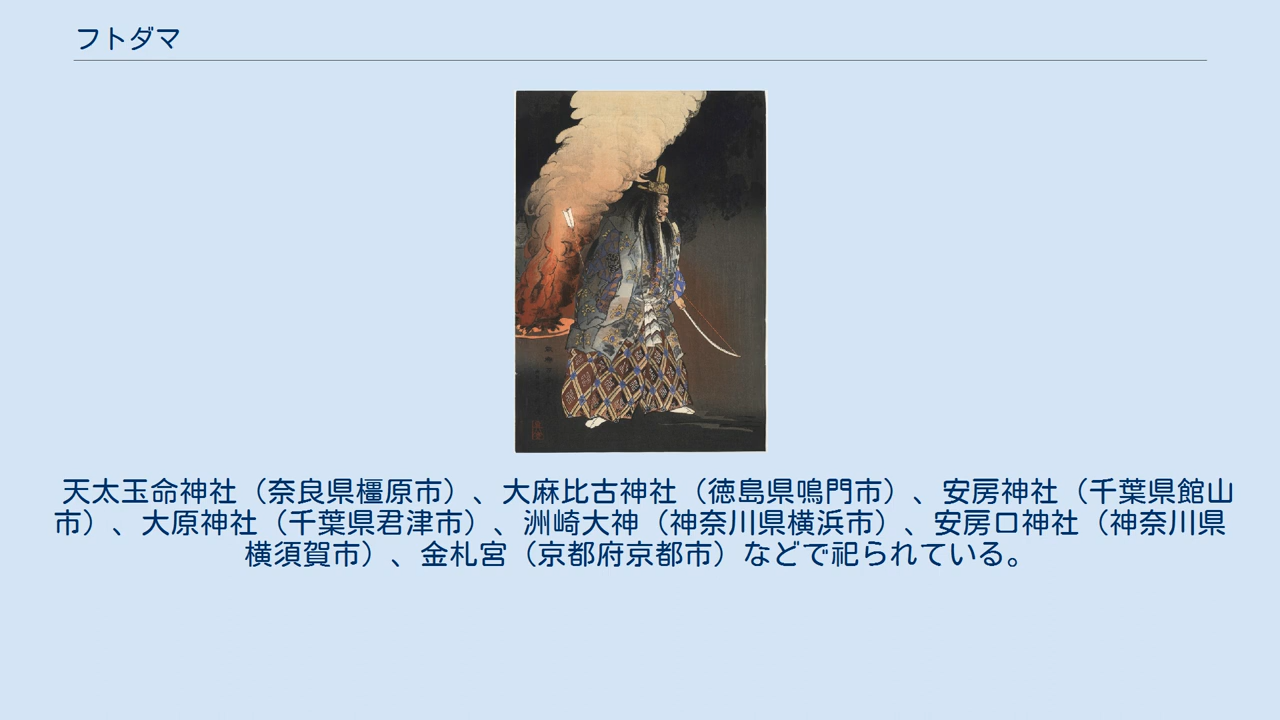 フトダマ
天太玉命神社（奈良県橿原市）、大麻比古神社（徳島県鳴門市）、安房神社（千葉県館山
市）、大原神社（千葉県君津市）、洲崎大神（神奈川県横浜市）、安房口神社（神奈川県
横須賀市）、金札宮（京都府京都市）などで祀られている。